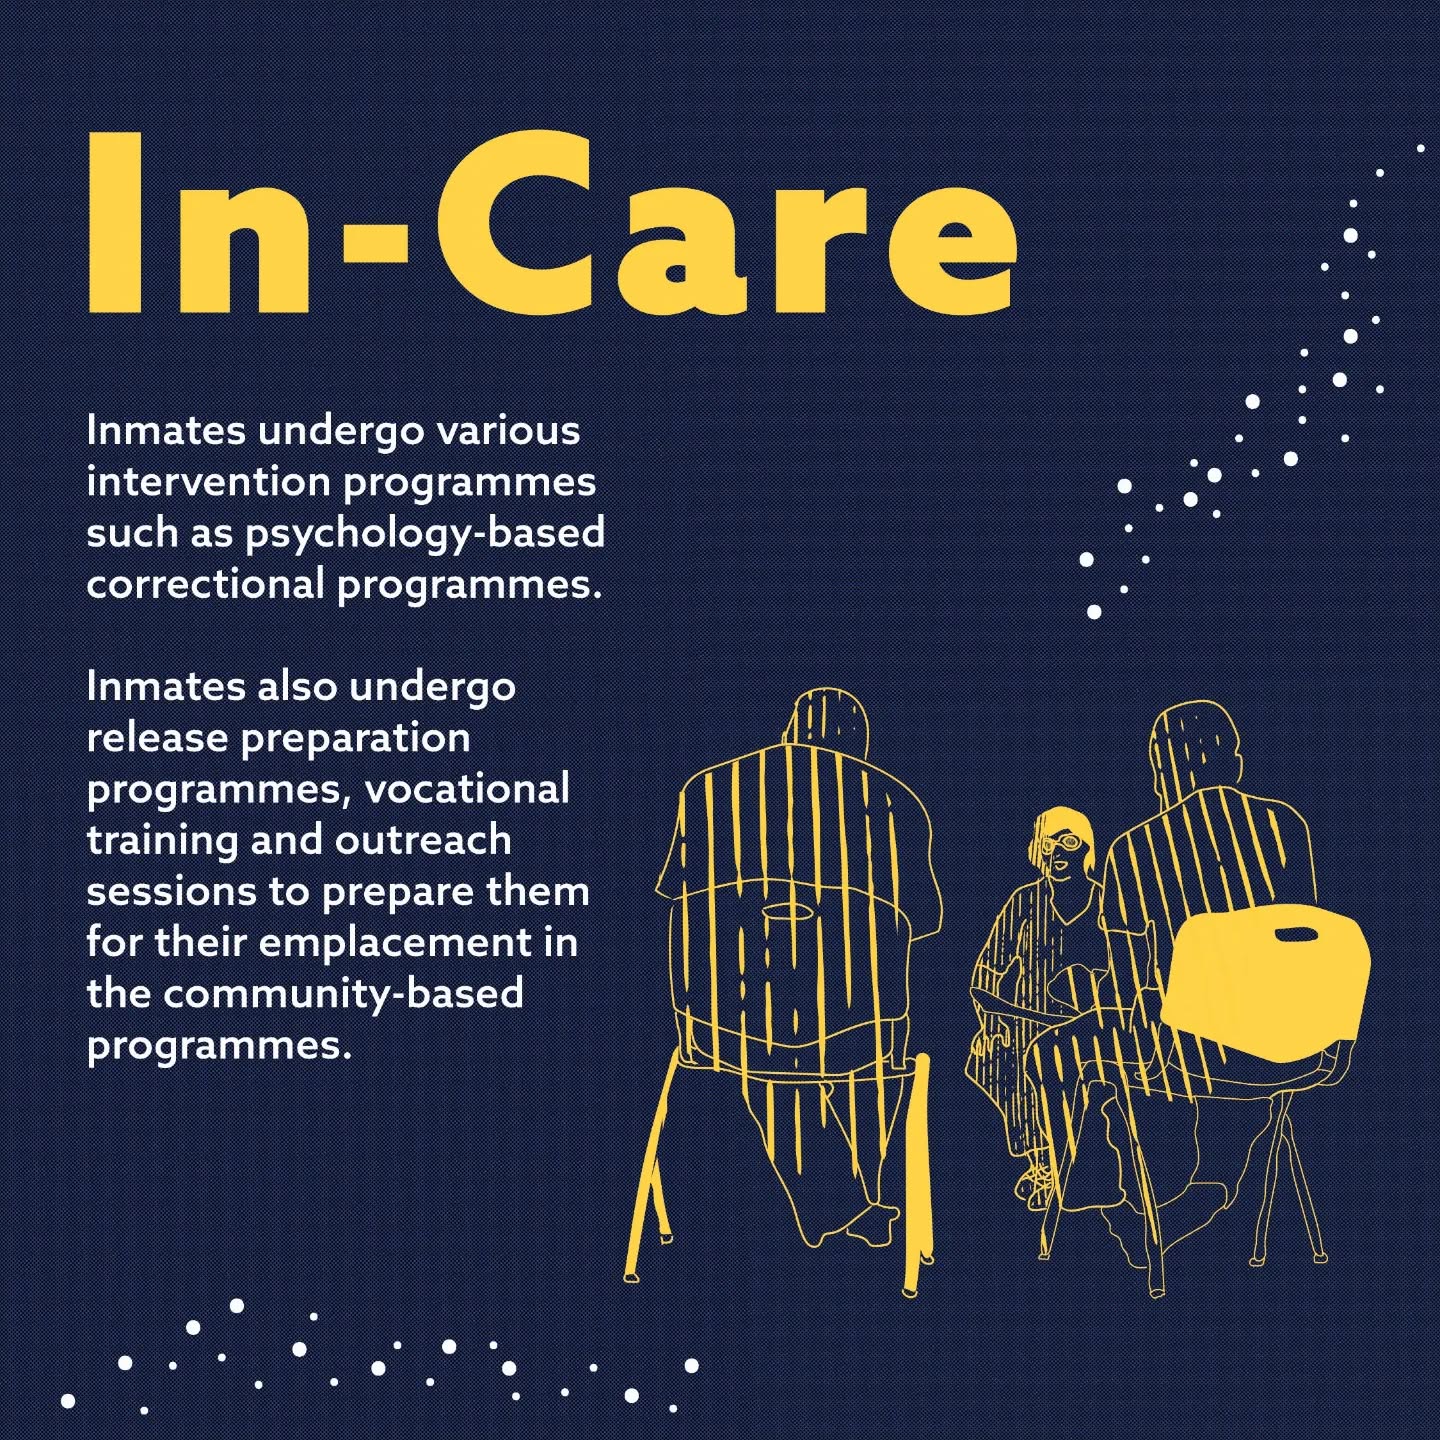 In-Care
Inmates undergo various
intervention programmes
such as psychology-based
correctional programmes.
Inmates also undergo
release preparation
programmes, vocational
training and outreach
sessions to prepare them
for their emplacement in
the community-based
programmes.